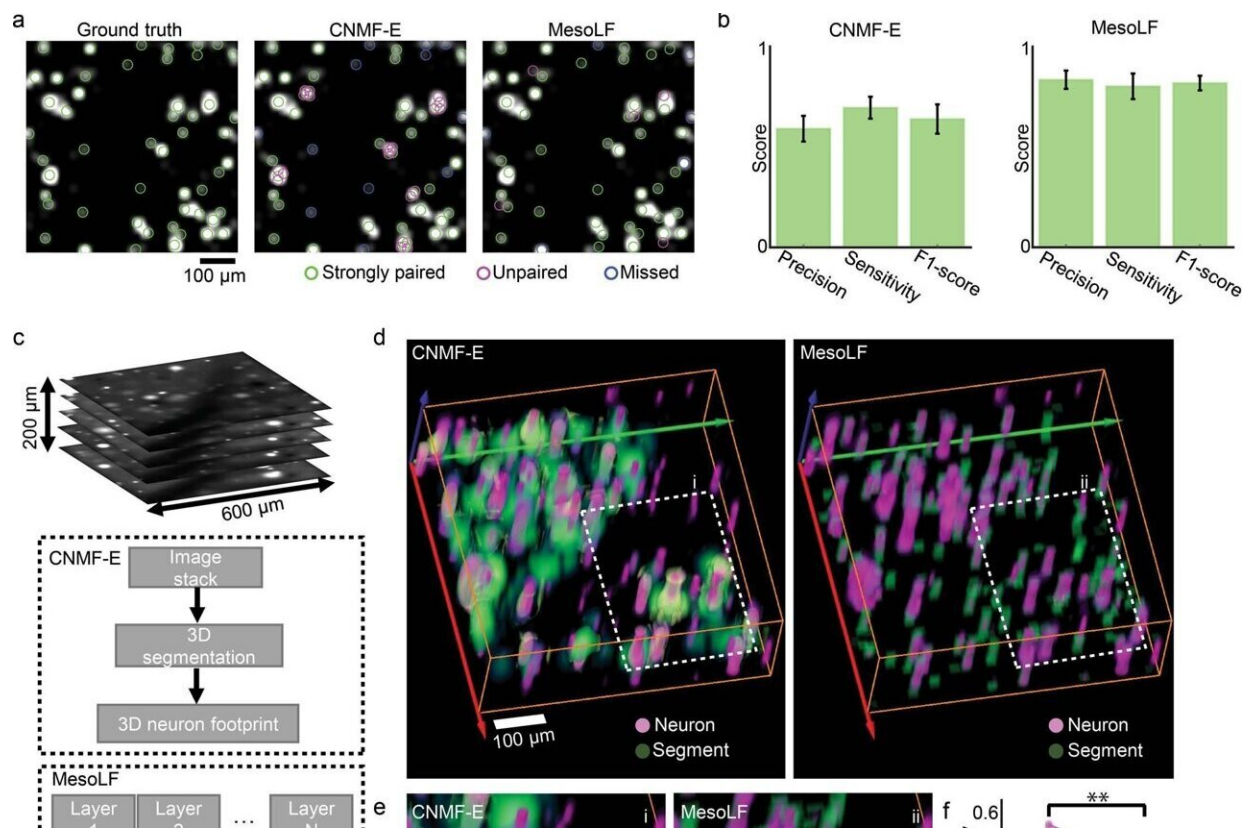 a
Ground truth
CNMF-E
MesoLF
100 µm
Strongly paired
Unpaired
Missed
b
CNMF-E
MesoLF
1
1
Score
Score
0
0
Precision
Sensitivity
F1-score
Precision
Sensitivity
F1-score
c
200 µm
600 µm
CNMF-E
Image
stack
3D
segmentation
3D neuron footprint
MesoLF
Layer
Layer
...
Layer
d
CNMF-E
MesoLF
i
ii
100 µm
Neuron
Segment
Neuron
Segment
e
CNMF-E
i
MesoLF
ii
f
0.6
**